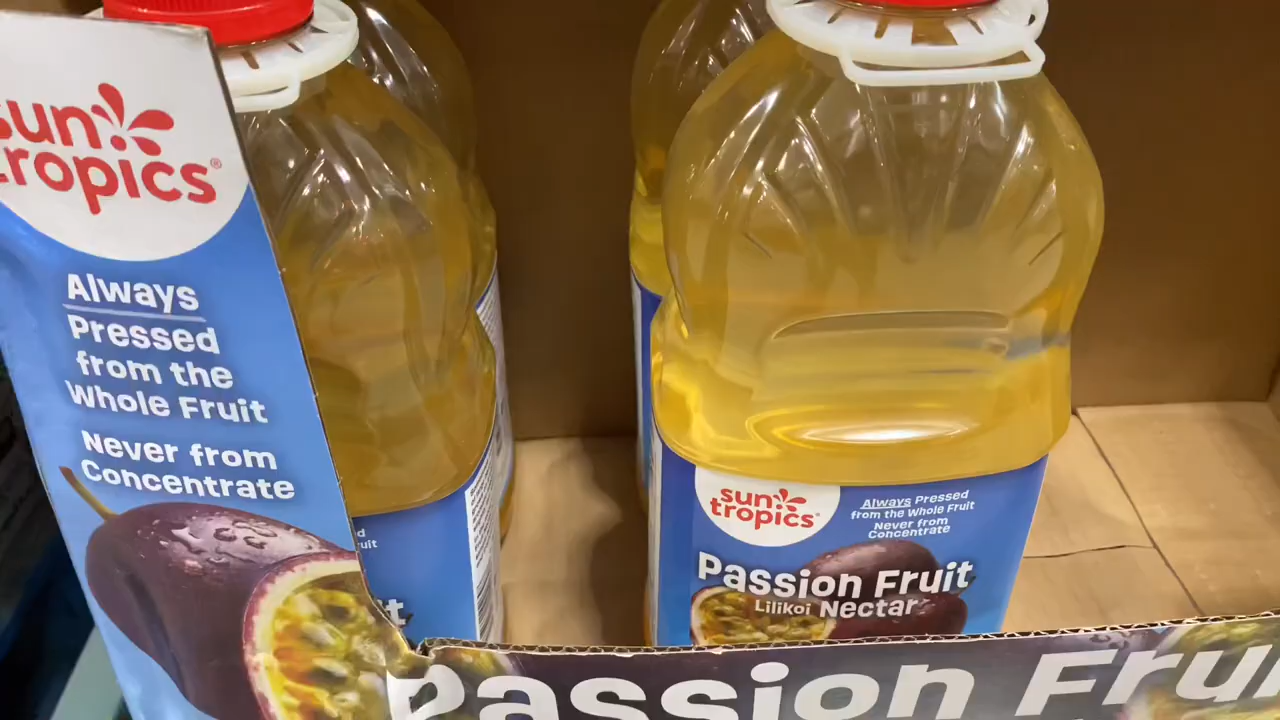 sun
tropics®
Always
Pressed
from the
Whole Fruit
Never from
Concentrate
sun
tropics®
Always Pressed
from the Whole Fruit
Never from
Concentrate
Passion Fruit
Lilikoi Nectar
Passion Fru